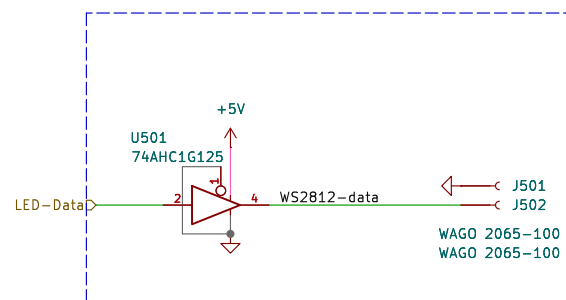 +5V
U501
74AHC1G125
1
LED-Data
2
4
WS2812-data
J501
J502
WAGO 2065-100
WAGO 2065-100